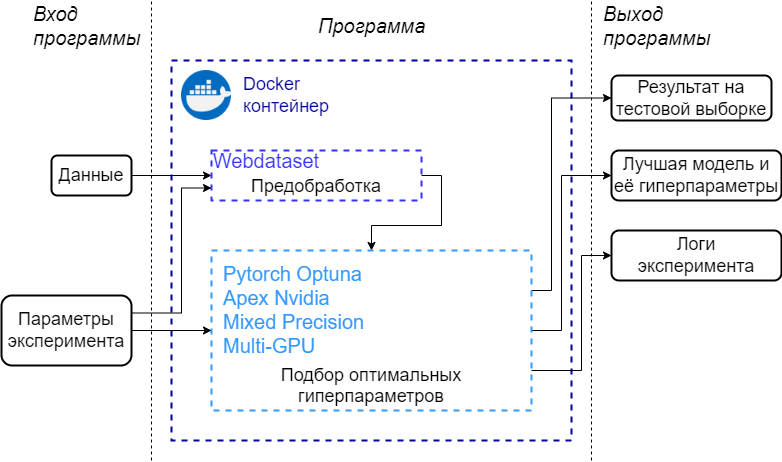 Вход
программы
Программа
Выход
программы
Docker
контейнер
Результат на
тестовой выборке
Webdataset
Предобработка
Данные
Лучшая модель и
её гиперпараметры
Логи
эксперимента
Pytorch Optuna
Apex Nvidia
Mixed Precision
Multi-GPU
Параметры
эксперимента
Подбор оптимальных
гиперпараметров